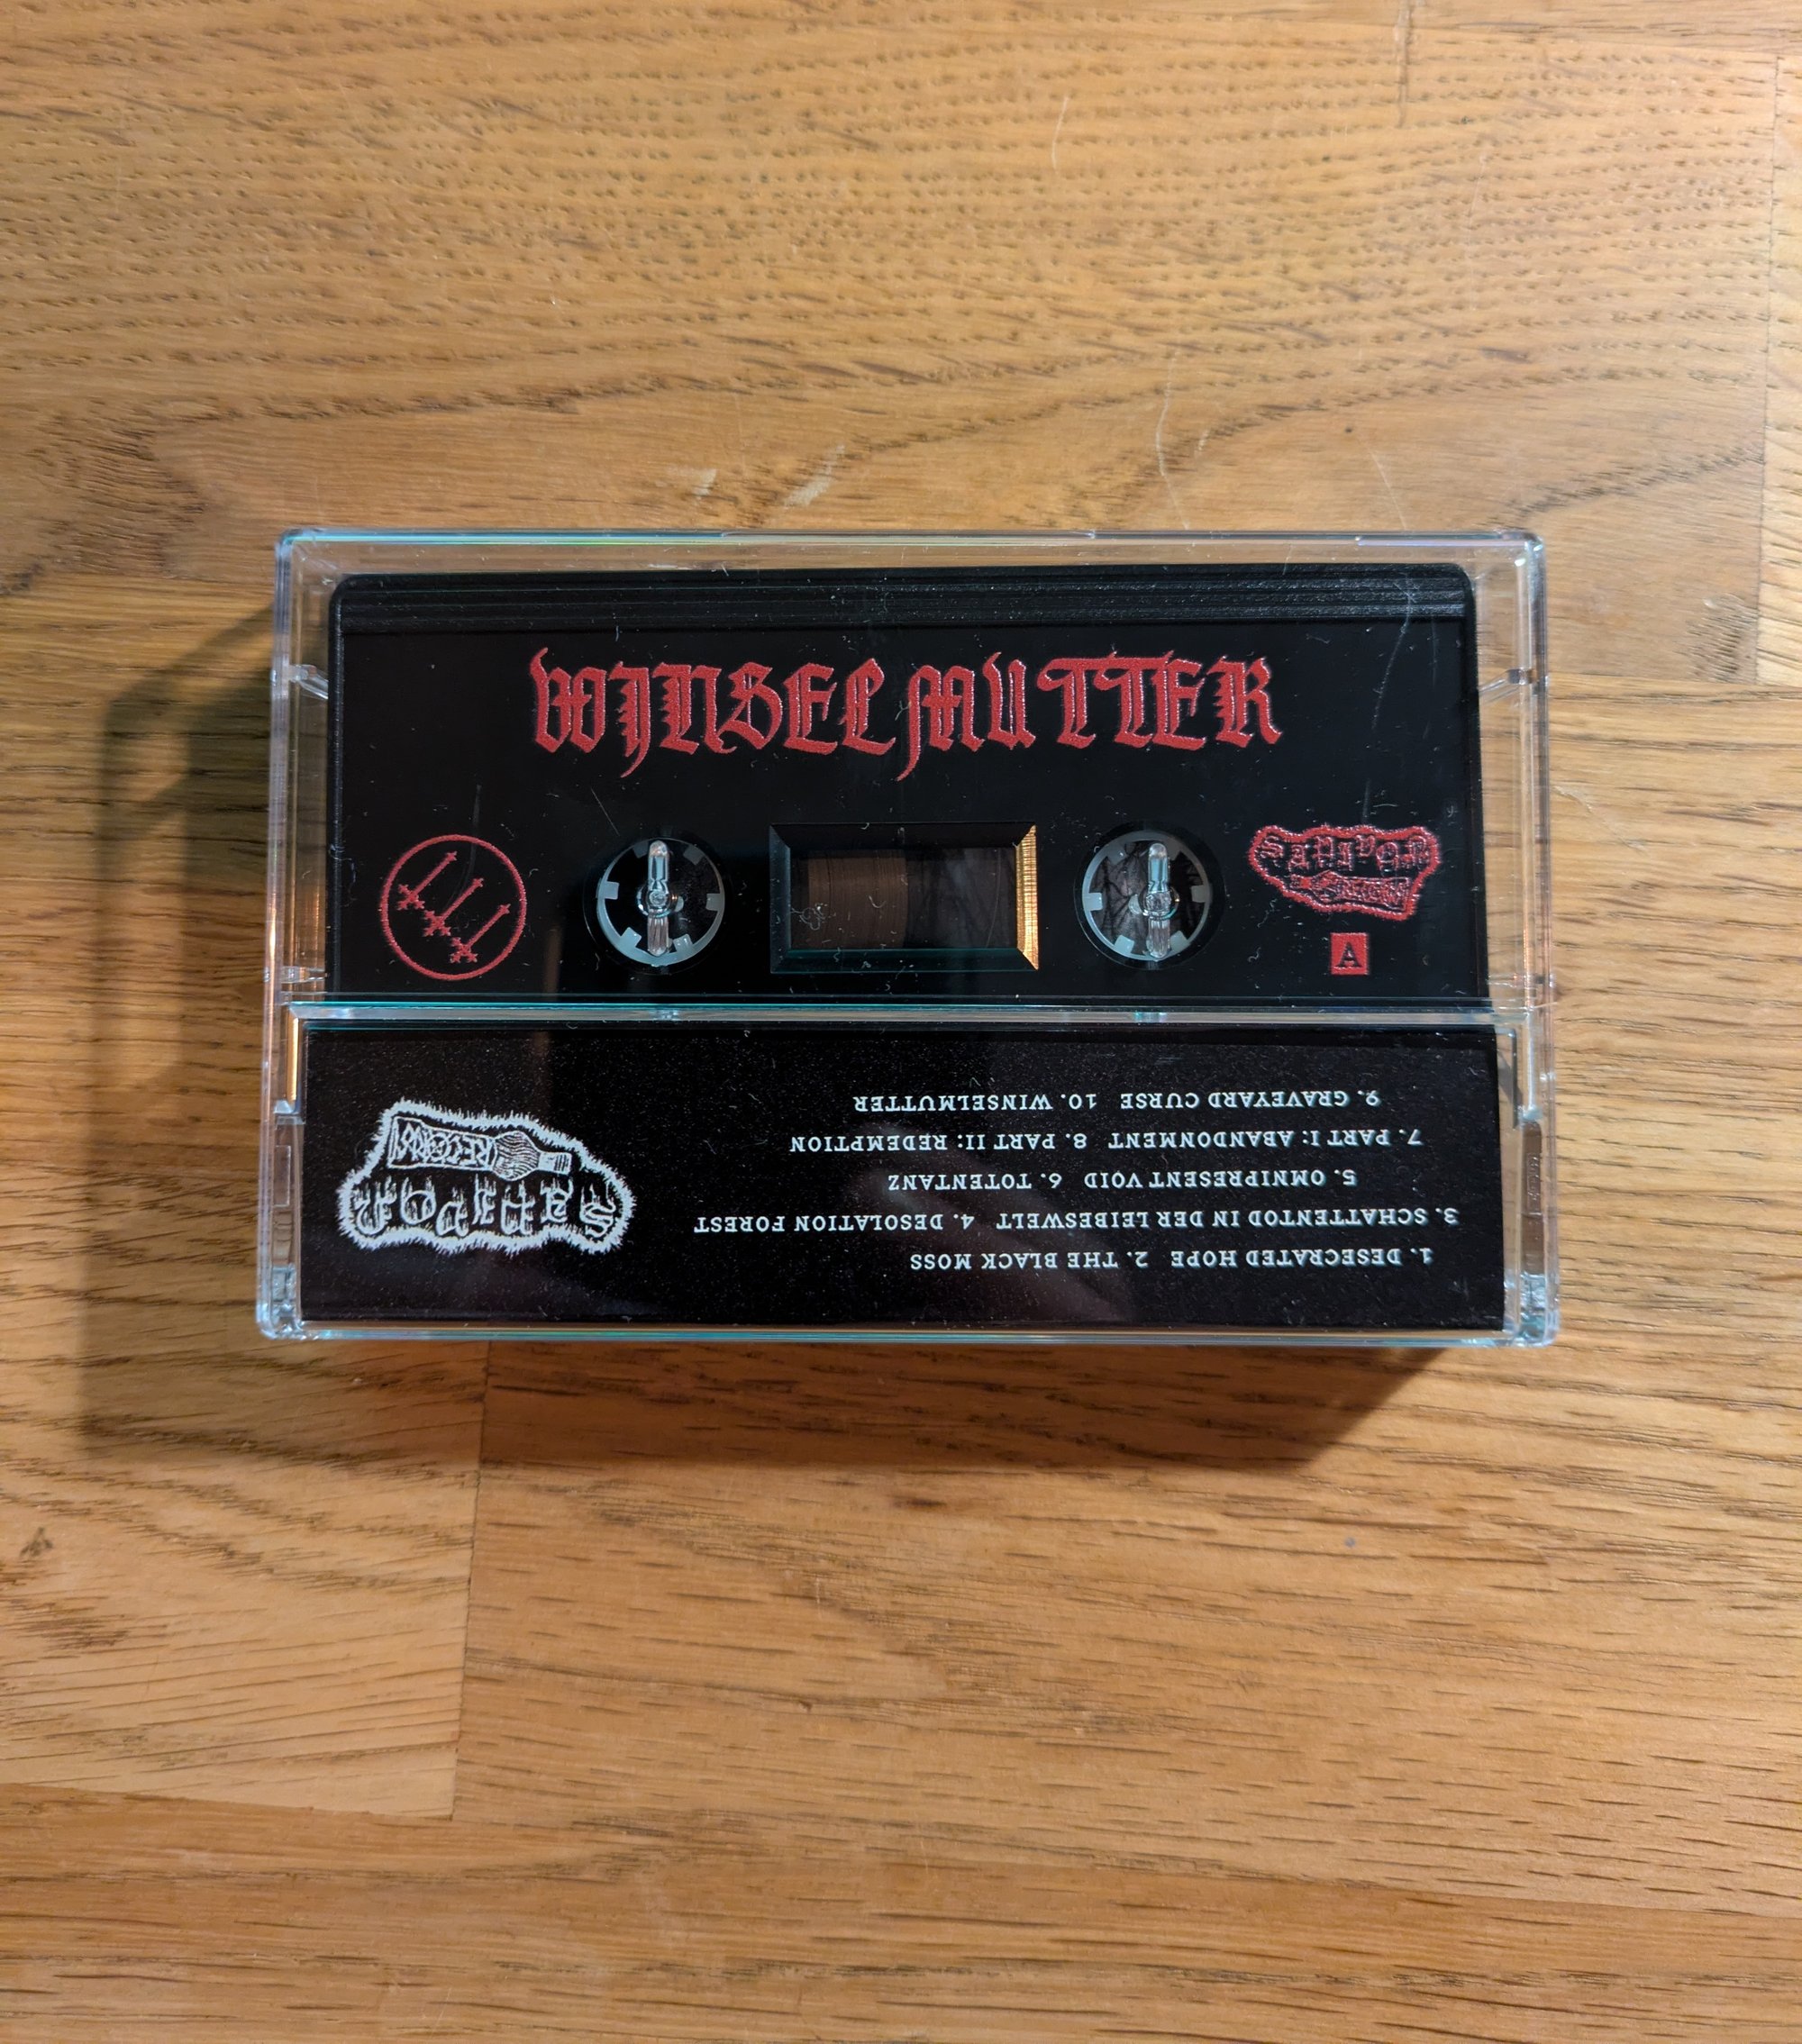 WINSELMUTTER
A
1. DESECRATED HOPE 2. THE BLACK MOSS
3. SCHATTENTOD IN DER LEIBESWELT 4. DESOLATION FOREST
5. OMNIPRESENT VOID 6. TOTENTANZ
7. PART I: ABANDONMENT 8. PART II: REDEMPTION
9. GRAVEYARD CURSE 10. WINSELMUTTER
RECORDS